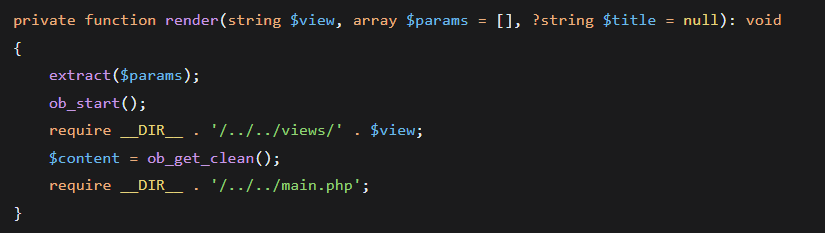 private function render(string $view, array $params = [], ?string $title = null): void
{
    extract($params);
    ob_start();
    require __DIR__ . '/../../views/' . $view;
    $content = ob_get_clean();
    require __DIR__ . '/../../main.php';
}